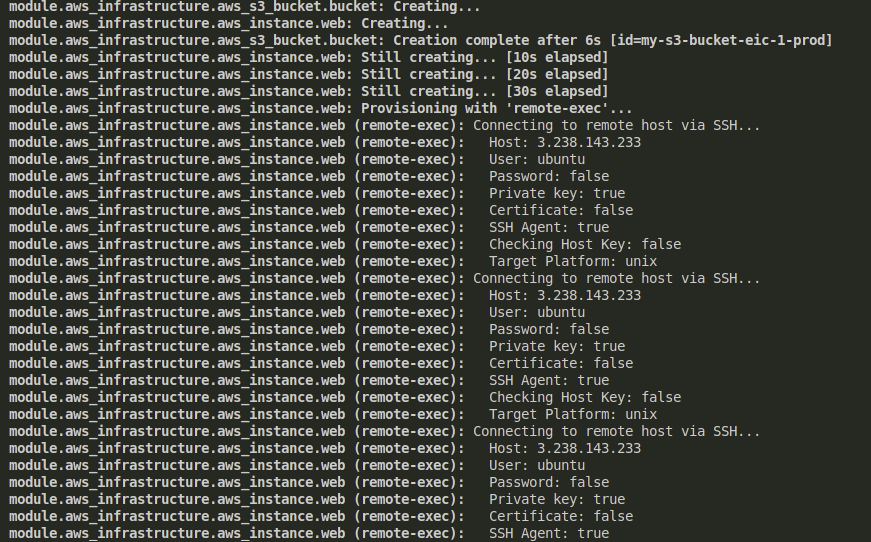 module.aws_infrastructure.aws_s3_bucket.bucket: Creating...
module.aws_infrastructure.aws_instance.web: Creating...
module.aws_infrastructure.aws_s3_bucket.bucket: Creation complete after 6s [id=my-s3-bucket-eic-1-prod]
module.aws_infrastructure.aws_instance.web: Still creating... [10s elapsed]
module.aws_infrastructure.aws_instance.web: Still creating... [20s elapsed]
module.aws_infrastructure.aws_instance.web: Still creating... [30s elapsed]
module.aws_infrastructure.aws_instance.web: Provisioning with 'remote-exec'...
module.aws_infrastructure.aws_instance.web (remote-exec): Connecting to remote host via SSH...
module.aws_infrastructure.aws_instance.web (remote-exec):   Host: 3.238.143.233
module.aws_infrastructure.aws_instance.web (remote-exec):   User: ubuntu
module.aws_infrastructure.aws_instance.web (remote-exec):   Password: false
module.aws_infrastructure.aws_instance.web (remote-exec):   Private key: true
module.aws_infrastructure.aws_instance.web (remote-exec):   Certificate: false
module.aws_infrastructure.aws_instance.web (remote-exec):   SSH Agent: true
module.aws_infrastructure.aws_instance.web (remote-exec):   Checking Host Key: false
module.aws_infrastructure.aws_instance.web (remote-exec):   Target Platform: unix
module.aws_infrastructure.aws_instance.web (remote-exec): Connecting to remote host via SSH...
module.aws_infrastructure.aws_instance.web (remote-exec):   Host: 3.238.143.233
module.aws_infrastructure.aws_instance.web (remote-exec):   User: ubuntu
module.aws_infrastructure.aws_instance.web (remote-exec):   Password: false
module.aws_infrastructure.aws_instance.web (remote-exec):   Private key: true
module.aws_infrastructure.aws_instance.web (remote-exec):   Certificate: false
module.aws_infrastructure.aws_instance.web (remote-exec):   SSH Agent: true
module.aws_infrastructure.aws_instance.web (remote-exec):   Checking Host Key: false
module.aws_infrastructure.aws_instance.web (remote-exec):   Target Platform: unix
module.aws_infrastructure.aws_instance.web (remote-exec): Connecting to remote host via SSH...
module.aws_infrastructure.aws_instance.web (remote-exec):   Host: 3.238.143.233
module.aws_infrastructure.aws_instance.web (remote-exec):   User: ubuntu
module.aws_infrastructure.aws_instance.web (remote-exec):   Password: false
module.aws_infrastructure.aws_instance.web (remote-exec):   Private key: true
module.aws_infrastructure.aws_instance.web (remote-exec):   Certificate: false
module.aws_infrastructure.aws_instance.web (remote-exec):   SSH Agent: true